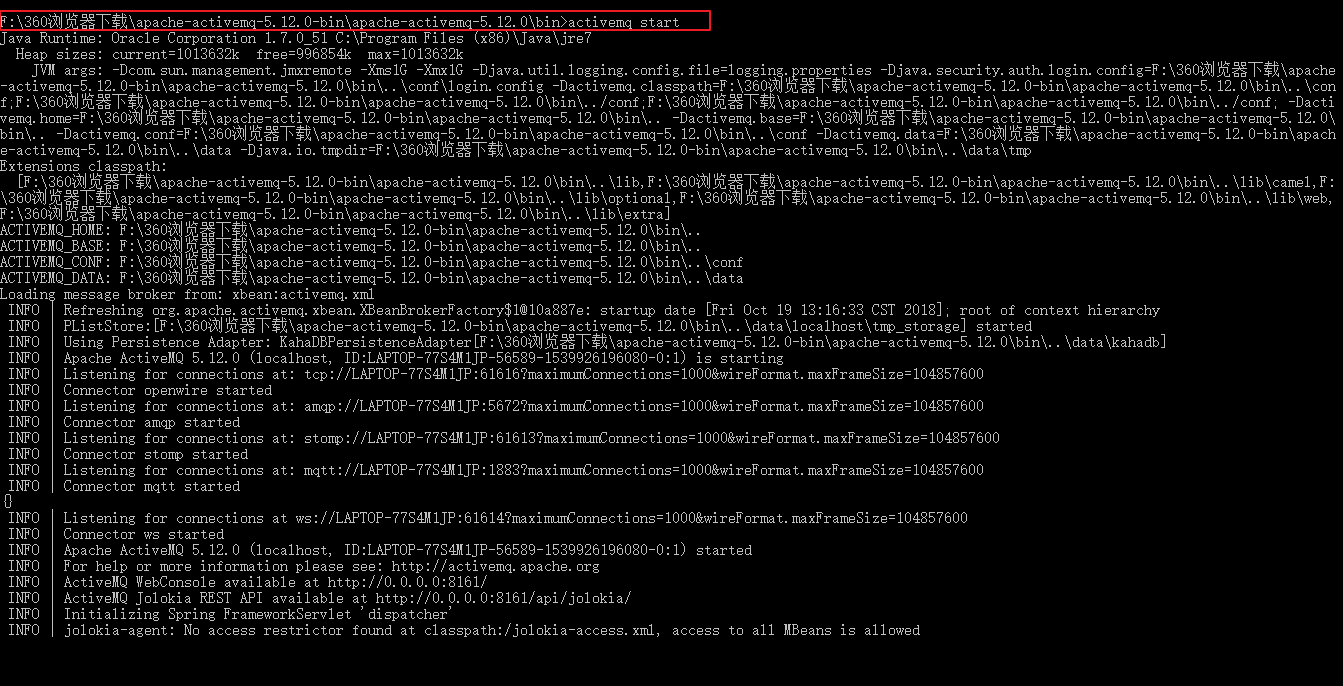 F:\360浏览器下载\apache-activemq-5.12.0-bin\apache-activemq-5.12.0\bin>activemq start
Java Runtime: Oracle Corporation 1.7.0_51 C:\Program Files (x86)\Java\jre7
  Heap sizes: current=1013632k  free=996854k  max=1013632k
    JVM args: -Dcom.sun.management.jmxremote -Xms1G -Xmx1G -Djava.util.logging.config.file=logging.properties -Djava.security.auth.login.config=F:\360浏览器下载\apache
-activemq-5.12.0-bin\apache-activemq-5.12.0\bin\..\conf\login.config -Dactivemq.classpath=F:\360浏览器下载\apache-activemq-5.12.0-bin\apache-activemq-5.12.0\bin\..\con
f;F:\360浏览器下载\apache-activemq-5.12.0-bin\apache-activemq-5.12.0\bin\../conf;F:\360浏览器下载\apache-activemq-5.12.0-bin\apache-activemq-5.12.0\bin\../conf; -Dacti
vemq.home=F:\360浏览器下载\apache-activemq-5.12.0-bin\apache-activemq-5.12.0\bin\.. -Dactivemq.base=F:\360浏览器下载\apache-activemq-5.12.0-bin\apache-activemq-5.12.0\
bin\.. -Dactivemq.conf=F:\360浏览器下载\apache-activemq-5.12.0-bin\apache-activemq-5.12.0\bin\..\conf -Dactivemq.data=F:\360浏览器下载\apache-activemq-5.12.0-bin\apach
e-activemq-5.12.0\bin\..\data -Djava.io.tmpdir=F:\360浏览器下载\apache-activemq-5.12.0-bin\apache-activemq-5.12.0\bin\..\data\tmp
Extensions classpath:
  [F:\360浏览器下载\apache-activemq-5.12.0-bin\apache-activemq-5.12.0\bin\..\lib,F:\360浏览器下载\apache-activemq-5.12.0-bin\apache-activemq-5.12.0\bin\..\lib\camel,F:
\360浏览器下载\apache-activemq-5.12.0-bin\apache-activemq-5.12.0\bin\..\lib\optional,F:\360浏览器下载\apache-activemq-5.12.0-bin\apache-activemq-5.12.0\bin\..\lib\web,
F:\360浏览器下载\apache-activemq-5.12.0-bin\apache-activemq-5.12.0\bin\..\lib\extra]
ACTIVEMQ_HOME: F:\360浏览器下载\apache-activemq-5.12.0-bin\apache-activemq-5.12.0\bin\..
ACTIVEMQ_BASE: F:\360浏览器下载\apache-activemq-5.12.0-bin\apache-activemq-5.12.0\bin\..
ACTIVEMQ_CONF: F:\360浏览器下载\apache-activemq-5.12.0-bin\apache-activemq-5.12.0\bin\..\conf
ACTIVEMQ_DATA: F:\360浏览器下载\apache-activemq-5.12.0-bin\apache-activemq-5.12.0\bin\..\data
Loading message broker from: xbean:activemq.xml
 INFO | Refreshing org.apache.activemq.xbean.XBeanBrokerFactory$1@10a887e: startup date [Fri Oct 19 13:16:33 CST 2018]; root of context hierarchy
 INFO | PListStore:[F:\360浏览器下载\apache-activemq-5.12.0-bin\apache-activemq-5.12.0\bin\..\data\localhost\tmp_storage] started
 INFO | Using Persistence Adapter: KahaDBPersistenceAdapter[F:\360浏览器下载\apache-activemq-5.12.0-bin\apache-activemq-5.12.0\bin\..\data\kahadb]
 INFO | Apache ActiveMQ 5.12.0 (localhost, ID:LAPTOP-77S4M1JP-56589-1539926196080-0:1) is starting
 INFO | Listening for connections at: tcp://LAPTOP-77S4M1JP:61616?maximumConnections=1000&wireFormat.maxFrameSize=104857600
 INFO | Connector openwire started
 INFO | Listening for connections at: amqp://LAPTOP-77S4M1JP:5672?maximumConnections=1000&wireFormat.maxFrameSize=104857600
 INFO | Connector amqp started
 INFO | Listening for connections at: stomp://LAPTOP-77S4M1JP:61613?maximumConnections=1000&wireFormat.maxFrameSize=104857600
 INFO | Connector stomp started
 INFO | Listening for connections at: mqtt://LAPTOP-77S4M1JP:1883?maximumConnections=1000&wireFormat.maxFrameSize=104857600
 INFO | Connector mqtt started
{}
 INFO | Listening for connections at ws://LAPTOP-77S4M1JP:61614?maximumConnections=1000&wireFormat.maxFrameSize=104857600
 INFO | Connector ws started
 INFO | Apache ActiveMQ 5.12.0 (localhost, ID:LAPTOP-77S4M1JP-56589-1539926196080-0:1) started
 INFO | For help or more information please see: http://activemq.apache.org
 INFO | ActiveMQ WebConsole available at http://0.0.0.0:8161/
 INFO | ActiveMQ Jolokia REST API available at http://0.0.0.0:8161/api/jolokia/
 INFO | Initializing Spring FrameworkServlet 'dispatcher'
 INFO | jolokia-agent: No access restrictor found at classpath:/jolokia-access.xml, access to all MBeans is allowed